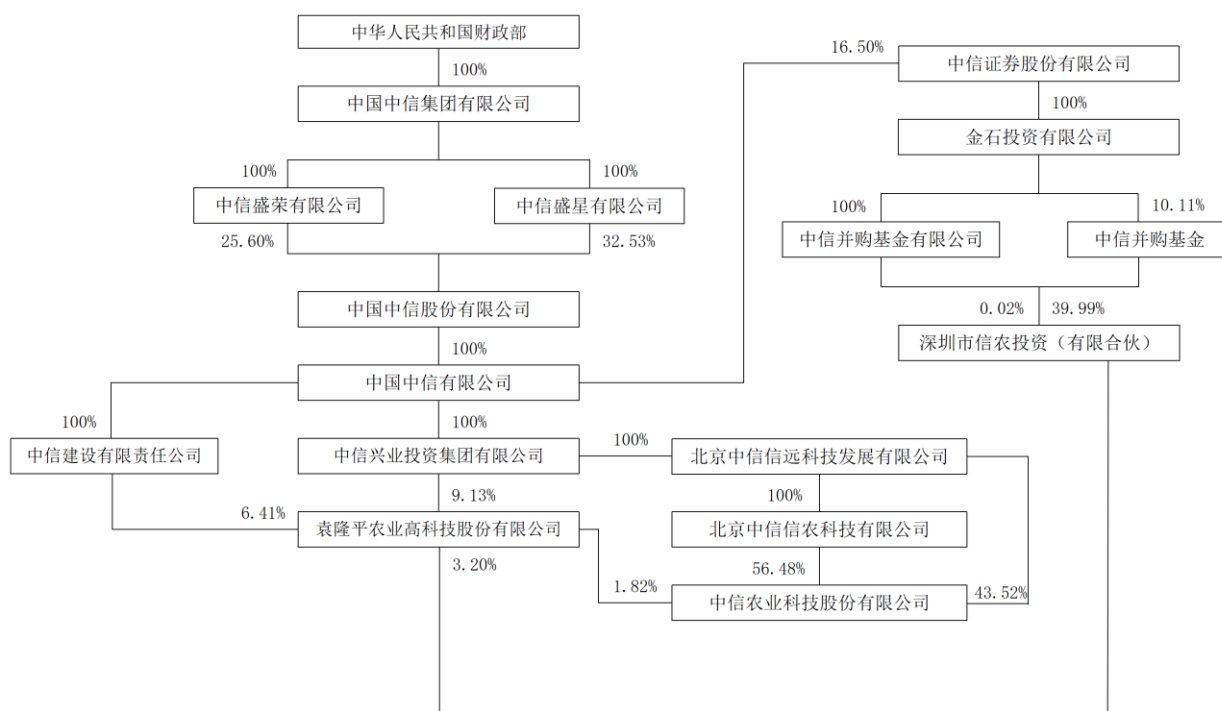 中华人民共和国财政部
100%
中国中信集团有限公司
100%
100%
中信盛荣有限公司
中信盛星有限公司
25.60%
32.53%
中国中信股份有限公司
100%
中国中信有限公司
16.50%
中信证券股份有限公司
100%
金石投资有限公司
100%
10.11%
中信并购基金有限公司
中信并购基金
0.02%
39.99%
深圳市信农投资（有限合伙）
100%
100%
中信建设有限责任公司
中信兴业投资集团有限公司
100%
北京中信信远科技发展有限公司
6.41%
9.13%
100%
袁隆平农业高科技股份有限公司
北京中信信农科技有限公司
3.20%
56.48%
1.82%
中信农业科技股份有限公司
43.52%